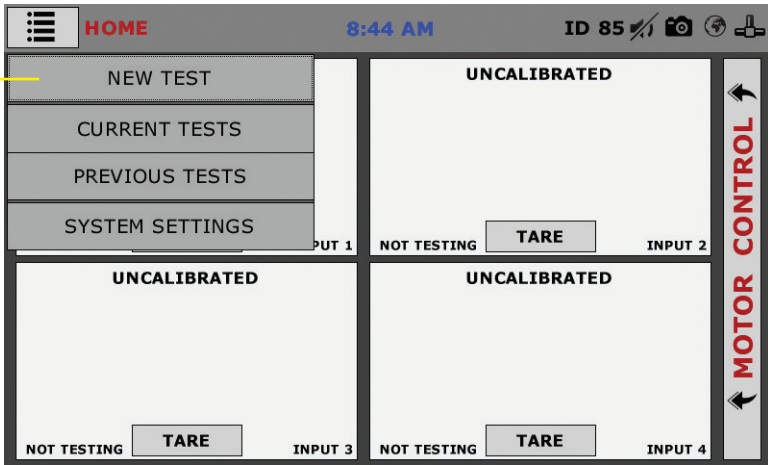 HOME 8:44 AM ID 85
NEW TEST
CURRENT TESTS
PREVIOUS TESTS
SYSTEM SETTINGS
PUT 1
UNCALIBRATED
NOT TESTING TARE INPUT 2
UNCALIBRATED
NOT TESTING TARE INPUT 3
UNCALIBRATED
NOT TESTING TARE INPUT 4
MOTOR CONTROL